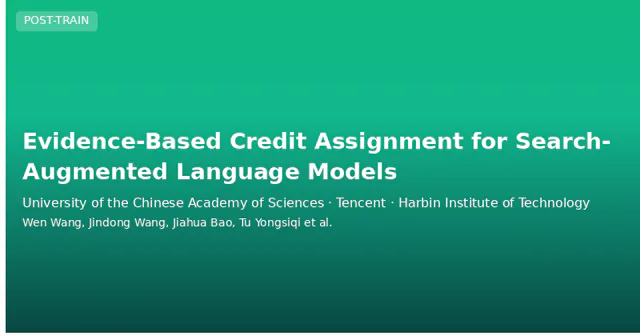 POST-TRAIN
Evidence-Based Credit Assignment for Search-
Augmented Language Models
University of the Chinese Academy of Sciences · Tencent · Harbin Institute of Technology
Wen Wang, Jindong Wang, Jiahua Bao, Tu Yongsiqi et al.